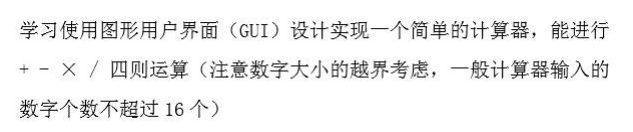 学习使用图形用户界面（GUI）设计实现一个简单的计算器，能进行
+ - × / 四则运算（注意数字大小的越界考虑，一般计算器输入的
数字个数不超过 16 个）